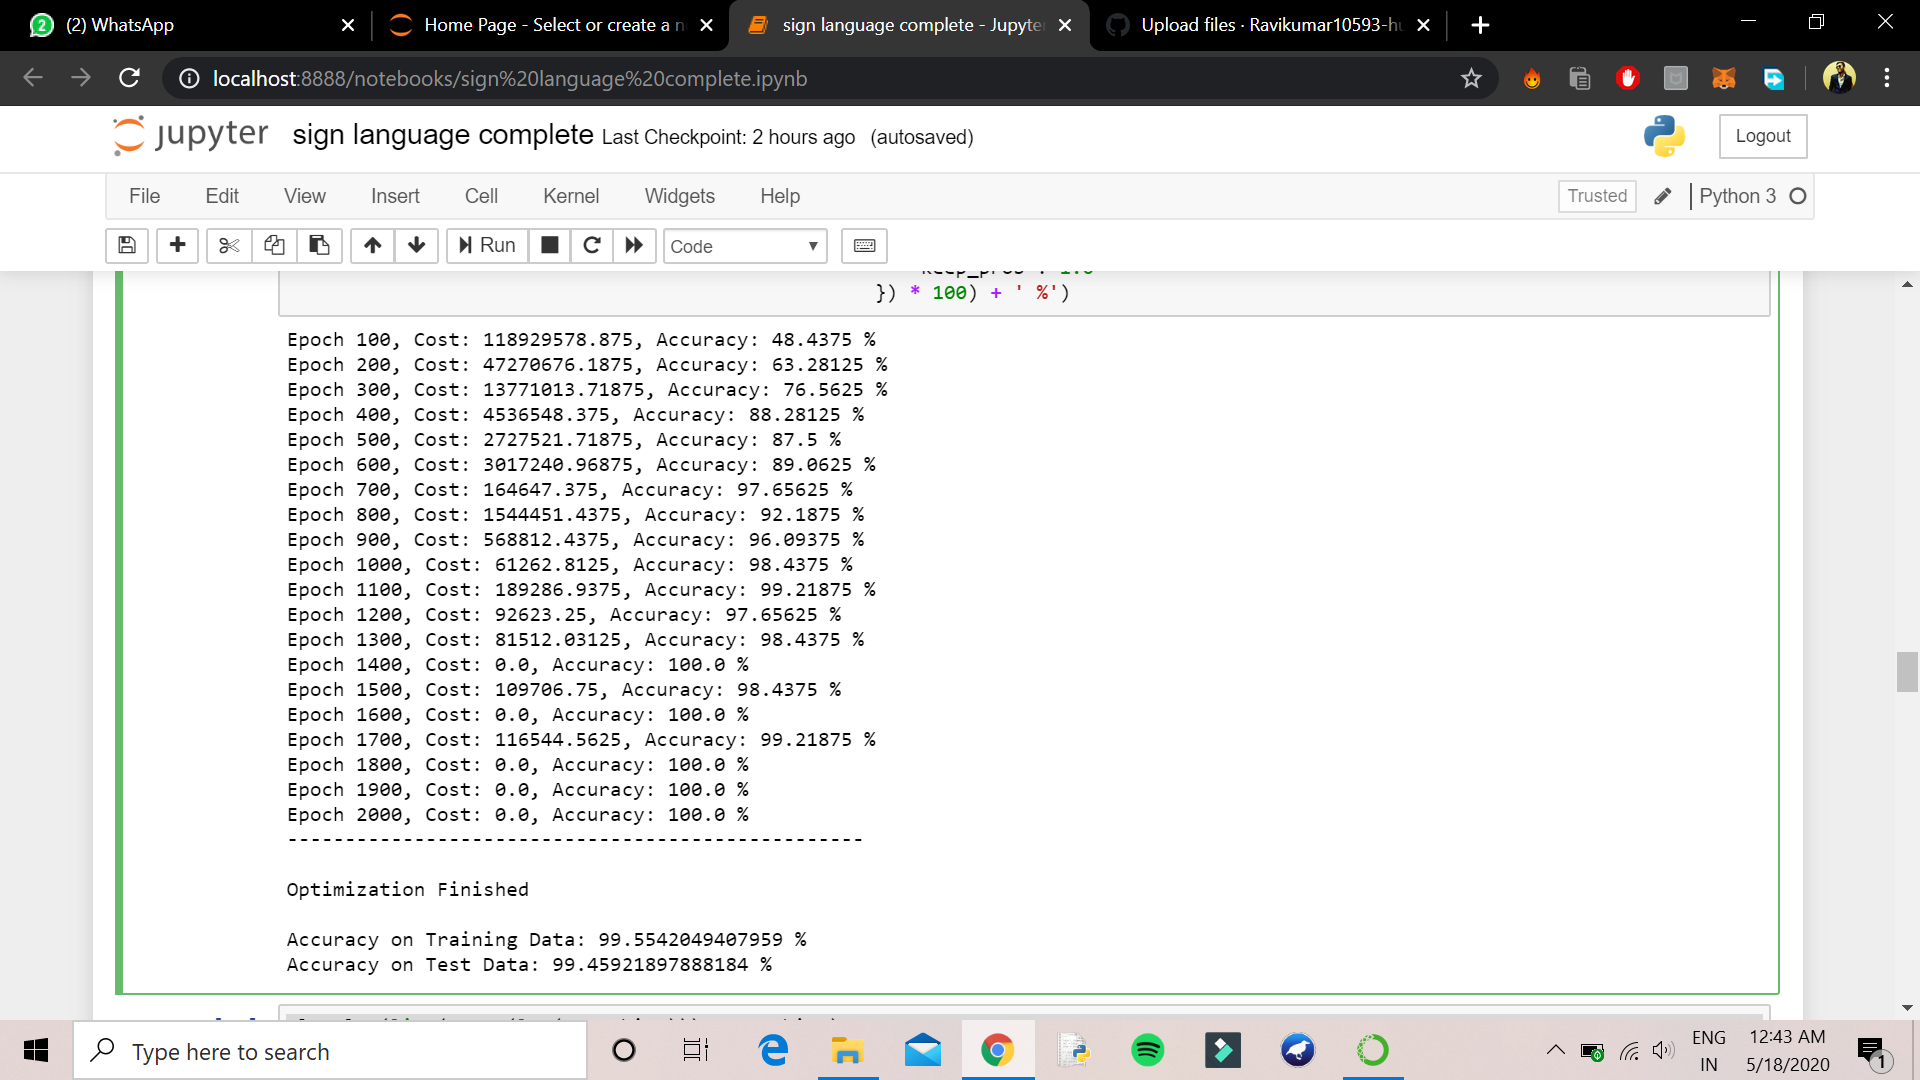 (2) WhatsApp
Home Page - Select or create a n
sign language complete - Jupyte
Upload files · Ravikumar10593-hu
localhost:8888/notebooks/sign%20language%20complete.ipynb
jupyter sign language complete Last Checkpoint: 2 hours ago (autosaved)
Logout
File Edit View Insert Cell Kernel Widgets Help
Trusted Python 3
Run Code
}) * 100) + ' %')
Epoch 100, Cost: 118929578.875, Accuracy: 48.4375 %
Epoch 200, Cost: 47270676.1875, Accuracy: 63.28125 %
Epoch 300, Cost: 13771013.71875, Accuracy: 76.5625 %
Epoch 400, Cost: 4536548.375, Accuracy: 88.28125 %
Epoch 500, Cost: 2727521.71875, Accuracy: 87.5 %
Epoch 600, Cost: 3017240.96875, Accuracy: 89.0625 %
Epoch 700, Cost: 164647.375, Accuracy: 97.65625 %
Epoch 800, Cost: 1544451.4375, Accuracy: 92.1875 %
Epoch 900, Cost: 568812.4375, Accuracy: 96.09375 %
Epoch 1000, Cost: 61262.8125, Accuracy: 98.4375 %
Epoch 1100, Cost: 189286.9375, Accuracy: 99.21875 %
Epoch 1200, Cost: 92623.25, Accuracy: 97.65625 %
Epoch 1300, Cost: 81512.03125, Accuracy: 98.4375 %
Epoch 1400, Cost: 0.0, Accuracy: 100.0 %
Epoch 1500, Cost: 109706.75, Accuracy: 98.4375 %
Epoch 1600, Cost: 0.0, Accuracy: 100.0 %
Epoch 1700, Cost: 116544.5625, Accuracy: 99.21875 %
Epoch 1800, Cost: 0.0, Accuracy: 100.0 %
Epoch 1900, Cost: 0.0, Accuracy: 100.0 %
Epoch 2000, Cost: 0.0, Accuracy: 100.0 %
--------------------------------------------------
Optimization Finished
Accuracy on Training Data: 99.5542049407959 %
Accuracy on Test Data: 99.45921897888184 %
Type here to search
ENG
IN
12:43 AM
5/18/2020
1